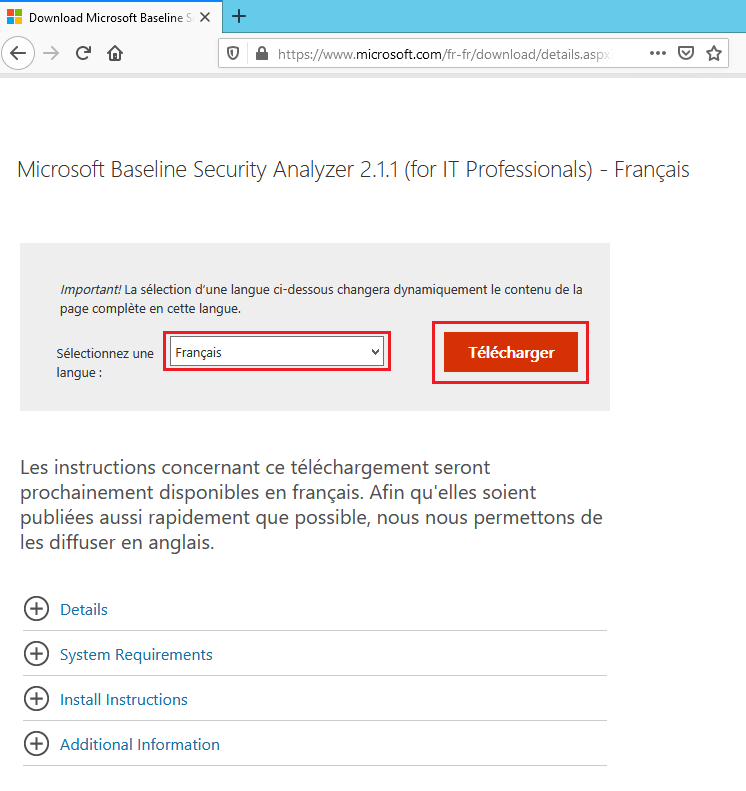 Download Microsoft Baseline S
https://www.microsoft.com/fr-fr/download/details.aspx
Microsoft Baseline Security Analyzer 2.1.1 (for IT Professionals) - Français
Important! La sélection d'une langue ci-dessous changera dynamiquement le contenu de la
page complète en cette langue.
Sélectionnez une
langue :
Français
Télécharger
Les instructions concernant ce téléchargement seront
prochainement disponibles en français. Afin qu'elles soient
publiées aussi rapidement que possible, nous nous permettons de
les diffuser en anglais.
Details
System Requirements
Install Instructions
Additional Information